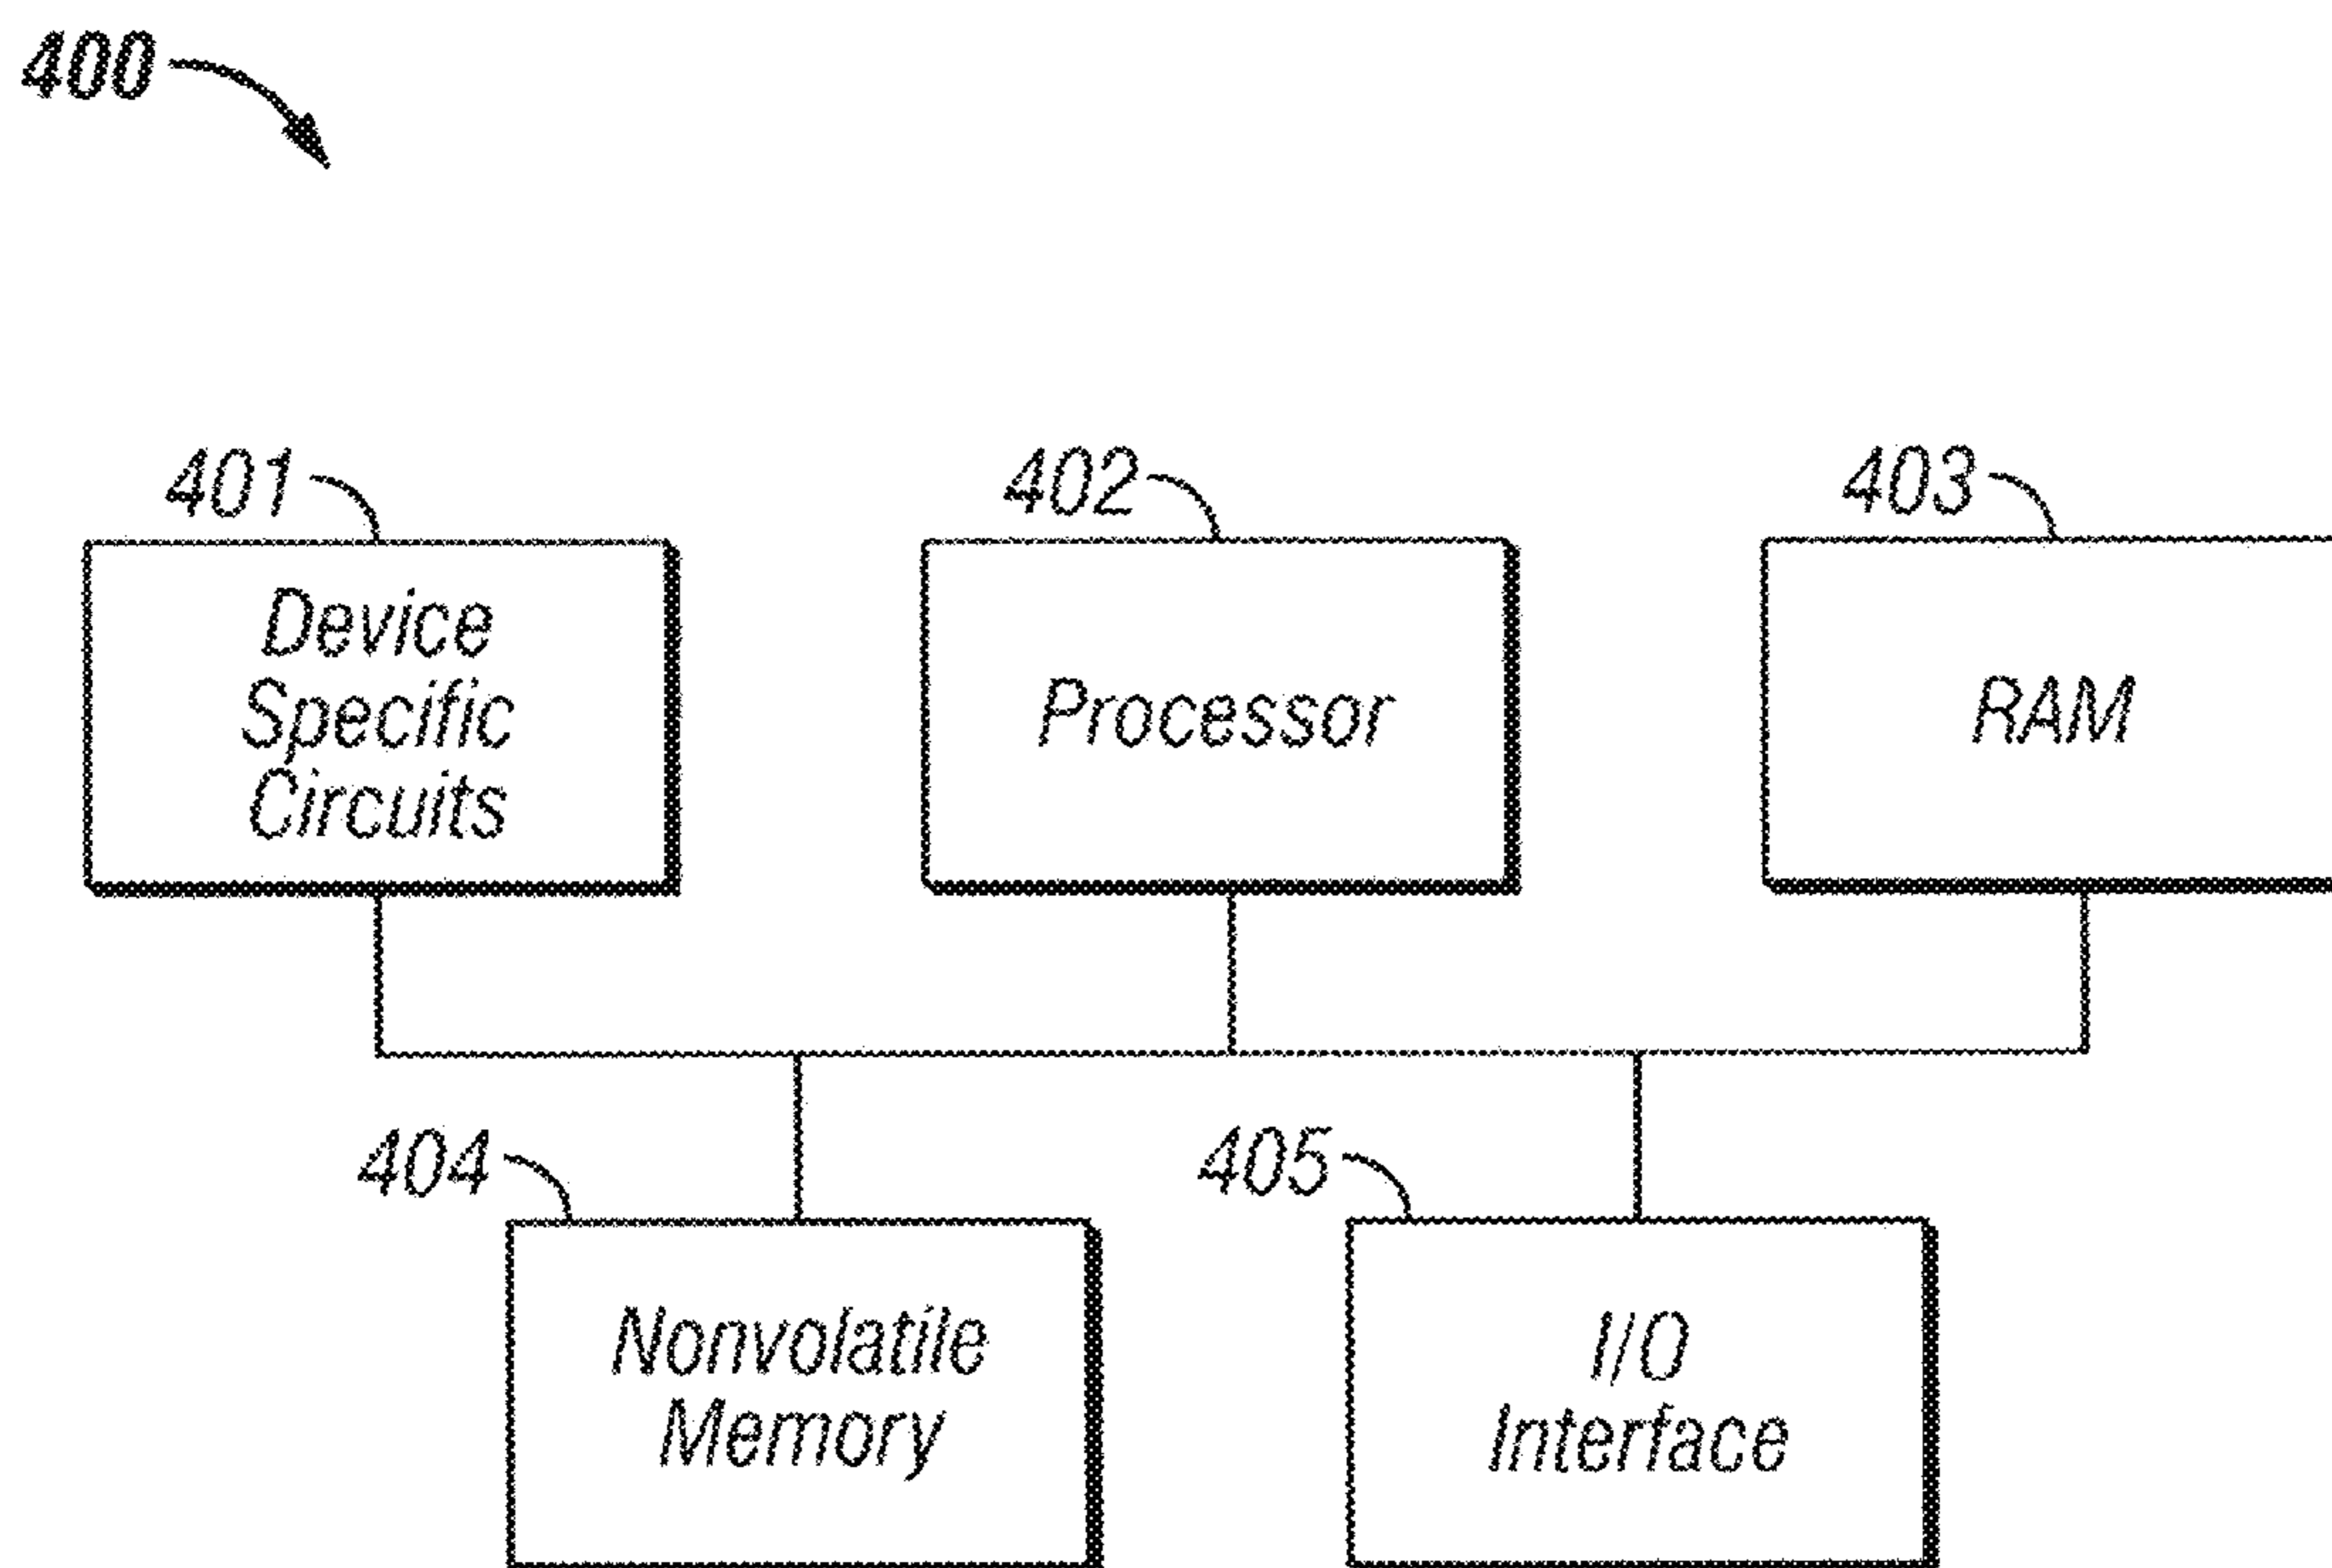 400
401
402
403
Device
Specific
Circuits
Processor
RAM
404
405
Nonvolatile
Memory
I/O
Interface